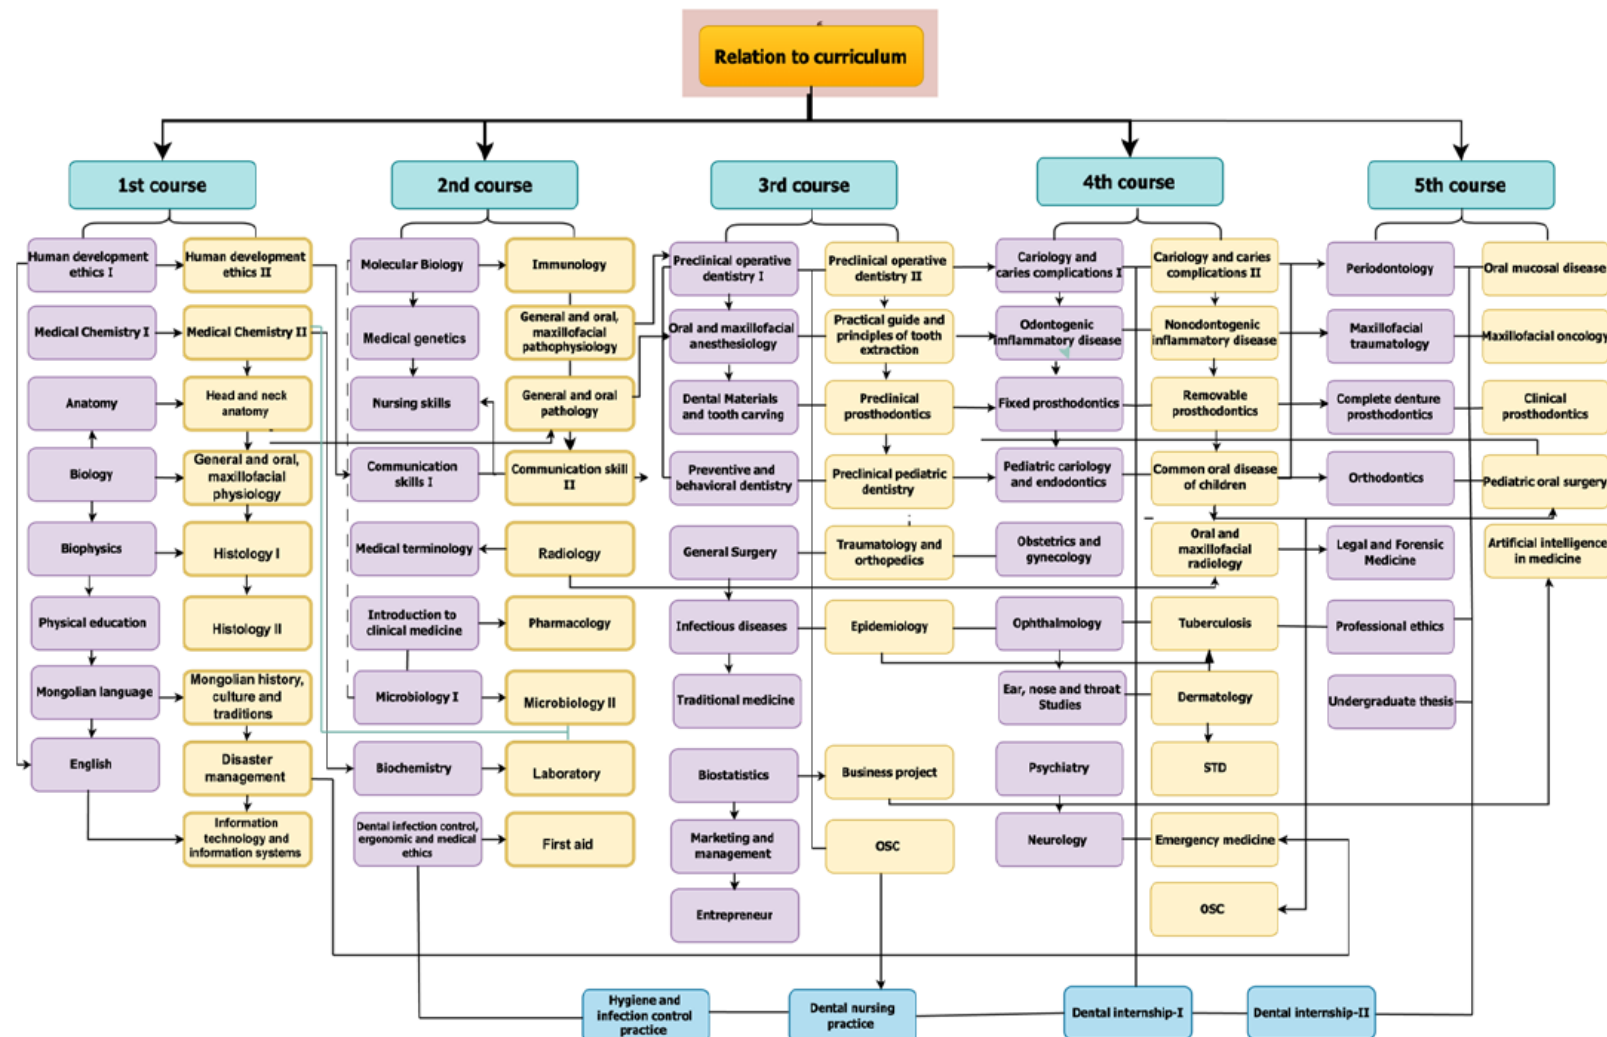 Relation to curriculum
1st course
2nd course
3rd course
4th course
5th course
Human development
ethics I
Medical Chemistry I
Anatomy
Biology
Biophysics
Physical education
Mongolian language
English
Human development
ethics II
Medical Chemistry II
Head and neck
anatomy
General and oral,
maxillofacial
physiology
Histology I
Histology II
Mongolian history,
culture and
traditions
Disaster
management
Information
technology and
information systems
Molecular Biology
Medical genetics
Nursing skills
Communication
skills I
Medical terminology
Introduction to
clinical medicine
Microbiology I
Biochemistry
Dental infection control,
ergonomic and medical
ethics
Immunology
General and oral,
maxillofacial
pathophysiology
General and oral
pathology
Communication skill
II
Radiology
Pharmacology
Microbiology II
Laboratory
First aid
Preclinical operative
dentistry I
Oral and maxillofacial
anesthesiology
Dental Materials
and tooth carving
Preventive and
behavioral dentistry
General Surgery
Infectious diseases
Traditional medicine
Biostatistics
Marketing and
management
Entrepreneur
Preclinical operative
dentistry II
Practical guide and
principles of tooth
extraction
Preclinical
prosthodontics
Preclinical pediatric
dentistry
Traumatology and
orthopedics
Epidemiology
Business project
OSC
Cariology and
caries complications I
Odontogenic
inflammatory disease
Fixed prosthodontics
Pediatric cariology
and endodontics
Obstetrics and
gynecology
Ophthalmology
Ear, nose and throat
Studies
Psychiatry
Neurology
Cariology and caries
complications II
Nonodontogenic
inflammatory disease
Removable
prosthodontics
Common oral disease
of children
Oral and
maxillofacial
radiology
Tuberculosis
Dermatology
STD
Emergency medicine
OSC
Periodontology
Maxillofacial
traumatology
Complete denture
prosthodontics
Orthodontics
Legal and Forensic
Medicine
Professional ethics
Undergraduate thesis
Oral mucosal disease
Maxillofacial oncology
Clinical
prosthodontics
Pediatric oral surgery
Artificial intelligence
in medicine
Hygiene and
infection control
practice
Dental nursing
practice
Dental internship-I
Dental internship-II